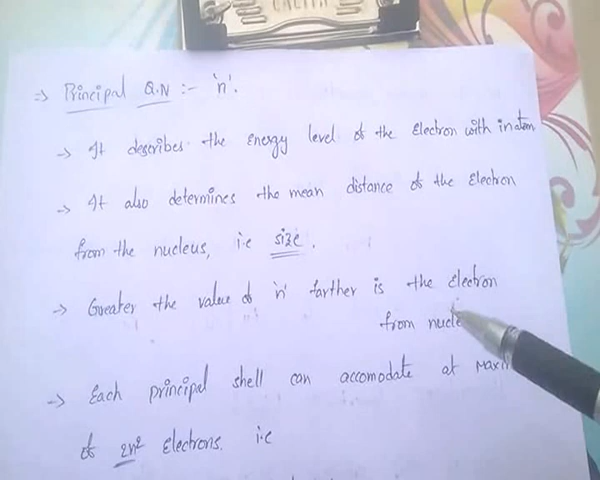 ⇒ Principal Q.N :- 'n'.
→ It describes the energy level of the Electron with in atom
→ It also determines the mean distance of the Electron
from the nucleus, i.e size.
→ Greater the value of 'n' farther is the Electron
from
→ Each principal shell can accomodate at
of 2n² Electrons. i.e